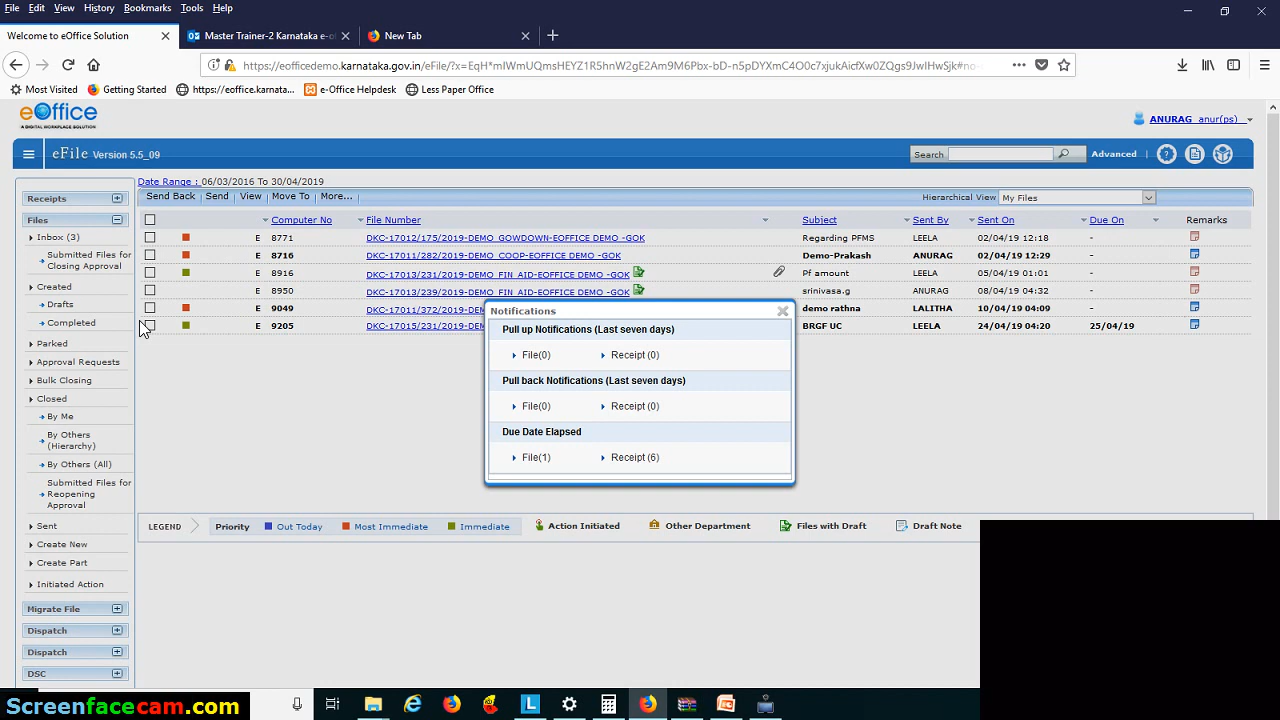 File Edit View History Bookmarks Tools Help
Welcome to eOffice Solution Master Trainer-2 Karnataka e-o New Tab
https://eofficedemo.karnataka.gov.in/eFile/?x=EqH*mIWmUQmsHEYZ1R5hnW2gE2Am9M6Pbx-bD-n5pDYXmC4O0c7xjukAicfXw0ZQgs9JwIHwSjk#no
Most Visited Getting Started https://eoffice.karnata... e-Office Helpdesk Less Paper Office
eOffice
A DIGITAL WORKPLACE SOLUTION
ANURAG anur(ps)
eFile Version 5.5_09 Search Advanced
Date Range : 06/03/2016 To 30/04/2019
Send Back Send View Move To More... Hierarchical View My Files
Computer No File Number Subject Sent By Sent On Due On Remarks
E 8771 DKC-17012/175/2019-DEMO_GOWDOWN-EOFFICE DEMO -GOK Regarding PFMS LEELA 02/04/19 12:18 -
E 8716 DKC-17011/282/2019-DEMO_COOP-EOFFICE DEMO -GOK Demo-Prakash ANURAG 02/04/19 12:29 -
E 8916 DKC-17013/231/2019-DEMO_FIN_AID-EOFFICE DEMO -GOK Pf amount LEELA 05/04/19 01:01 -
E 8950 DKC-17013/239/2019-DEMO_FIN_AID-EOFFICE DEMO -GOK srinivasa.g ANURAG 08/04/19 04:32 -
E 9049 DKC-17011/372/2019-DEM demo rathna LALITHA 10/04/19 04:09 -
E 9205 DKC-17015/231/2019-DEM BRGF UC LEELA 24/04/19 04:20 25/04/19
Receipts
Files
Inbox (3)
Submitted Files for
Closing Approval
Created
Drafts
Completed
Parked
Approval Requests
Bulk Closing
Closed
By Me
By Others
(Hierarchy)
By Others (All)
Submitted Files for
Reopening
Approval
Sent
Create New
Create Part
Initiated Action
Migrate File
Dispatch
Dispatch
DSC
Notifications
Pull up Notifications (Last seven days)
File(0) Receipt (0)
Pull back Notifications (Last seven days)
File(0) Receipt (0)
Due Date Elapsed
File(1) Receipt (6)
LEGEND Priority Out Today Most Immediate Immediate Action Initiated Other Department Files with Draft Draft Note
Screenfacecam.com